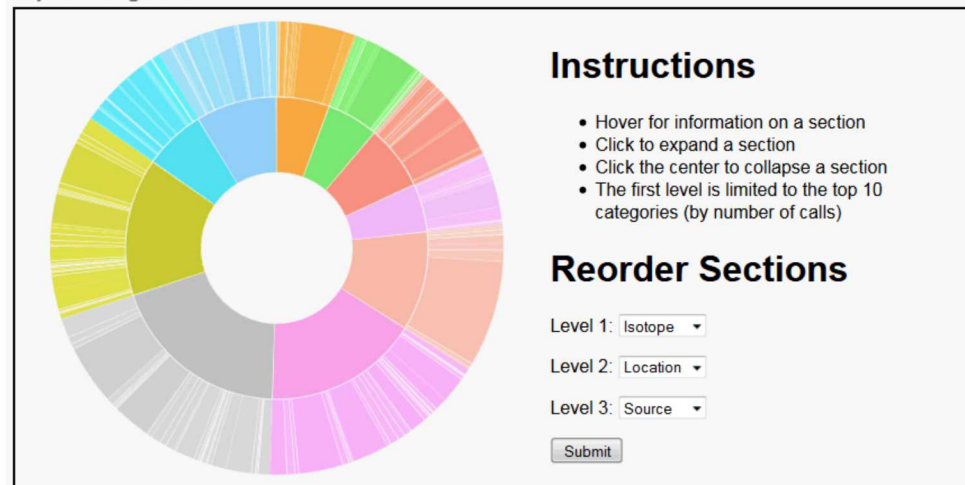 Instructions
• Hover for information on a section
• Click to expand a section
• Click the center to collapse a section
• The first level is limited to the top 10
categories (by number of calls)
Reorder Sections
Level 1: Isotope
Level 2: Location
Level 3: Source
Submit